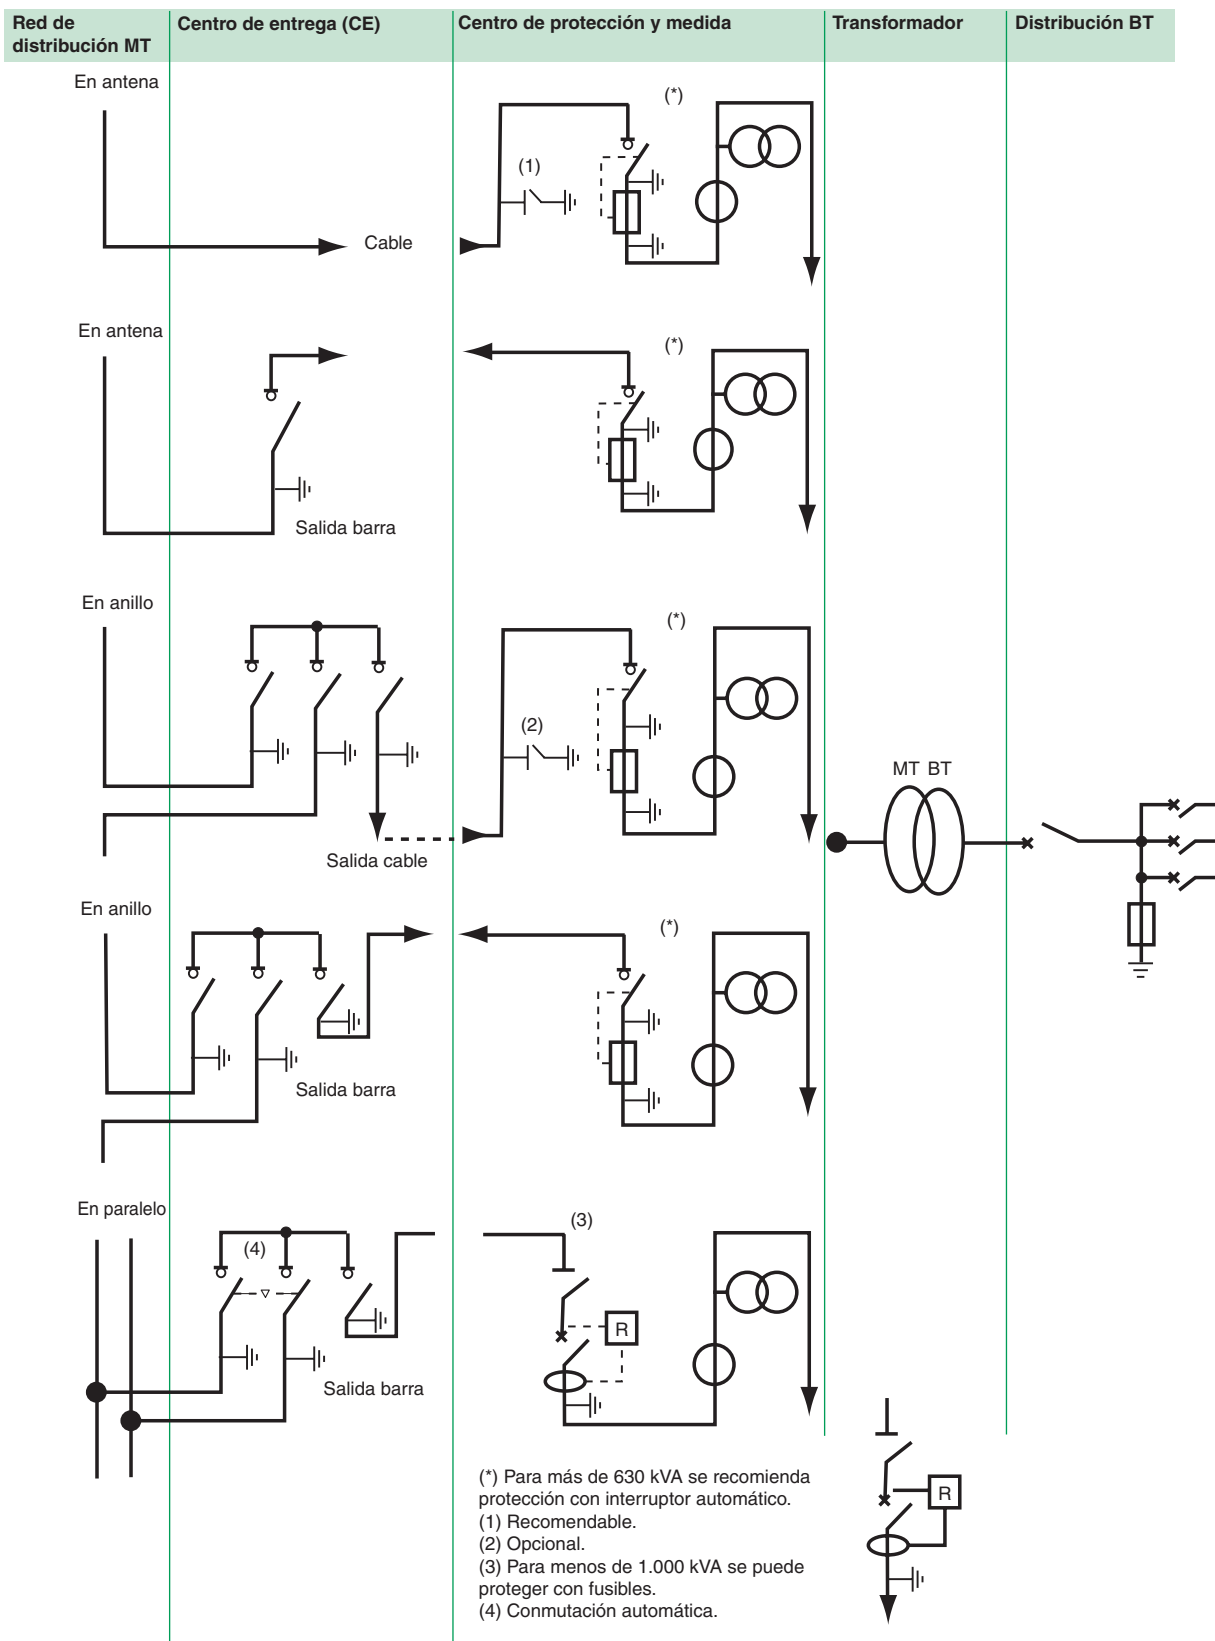 Red de
distribución MT
Centro de entrega (CE)
Centro de protección y medida
Transformador
Distribución BT
En antena
(*)
(1)
Cable
En antena
(*)
Salida barra
En anillo
(*)
(2)
MT BT
Salida cable
En anillo
(*)
Salida barra
En paralelo
(3)
(4)
R
Salida barra
(*) Para más de 630 kVA se recomienda
protección con interruptor automático.
(1) Recomendable.
(2) Opcional.
(3) Para menos de 1.000 kVA se puede
proteger con fusibles.
(4) Conmutación automática.
R